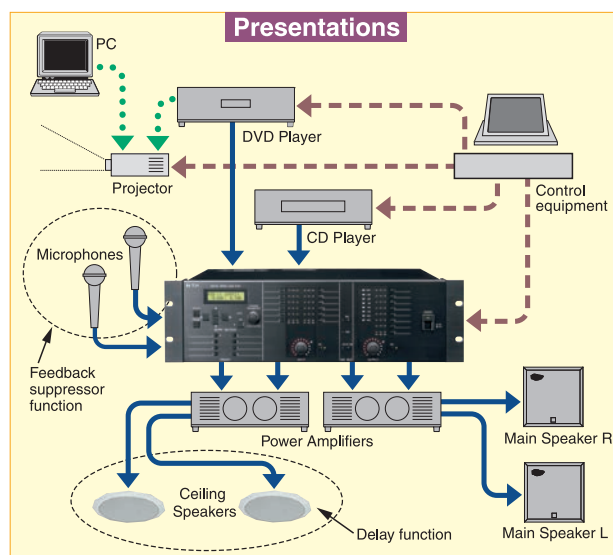 Presentations
PC
DVD Player
Projector
Control
equipment
CD Player
Microphones
Feedback
suppressor
function
Power Amplifiers
Main Speaker R
Ceiling
Speakers
Delay function
Main Speaker L